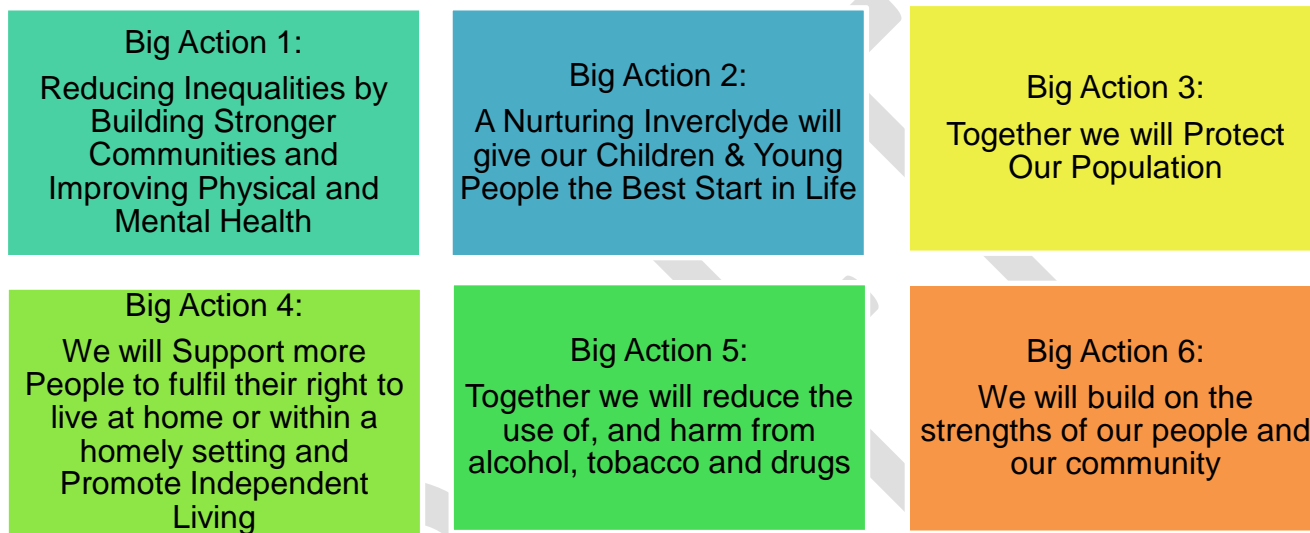 Big Action 1:
Reducing Inequalities by
Building Stronger
Communities and
Improving Physical and
Mental Health
Big Action 2:
A Nurturing Inverclyde will
give our Children & Young
People the Best Start in Life
Big Action 3:
Together we will Protect
Our Population
Big Action 4:
We will Support more
People to fulfil their right to
live at home or within a
homely setting and
Promote Independent
Living
Big Action 5:
Together we will reduce the
use of, and harm from
alcohol, tobacco and drugs
Big Action 6:
We will build on the
strengths of our people and
our community